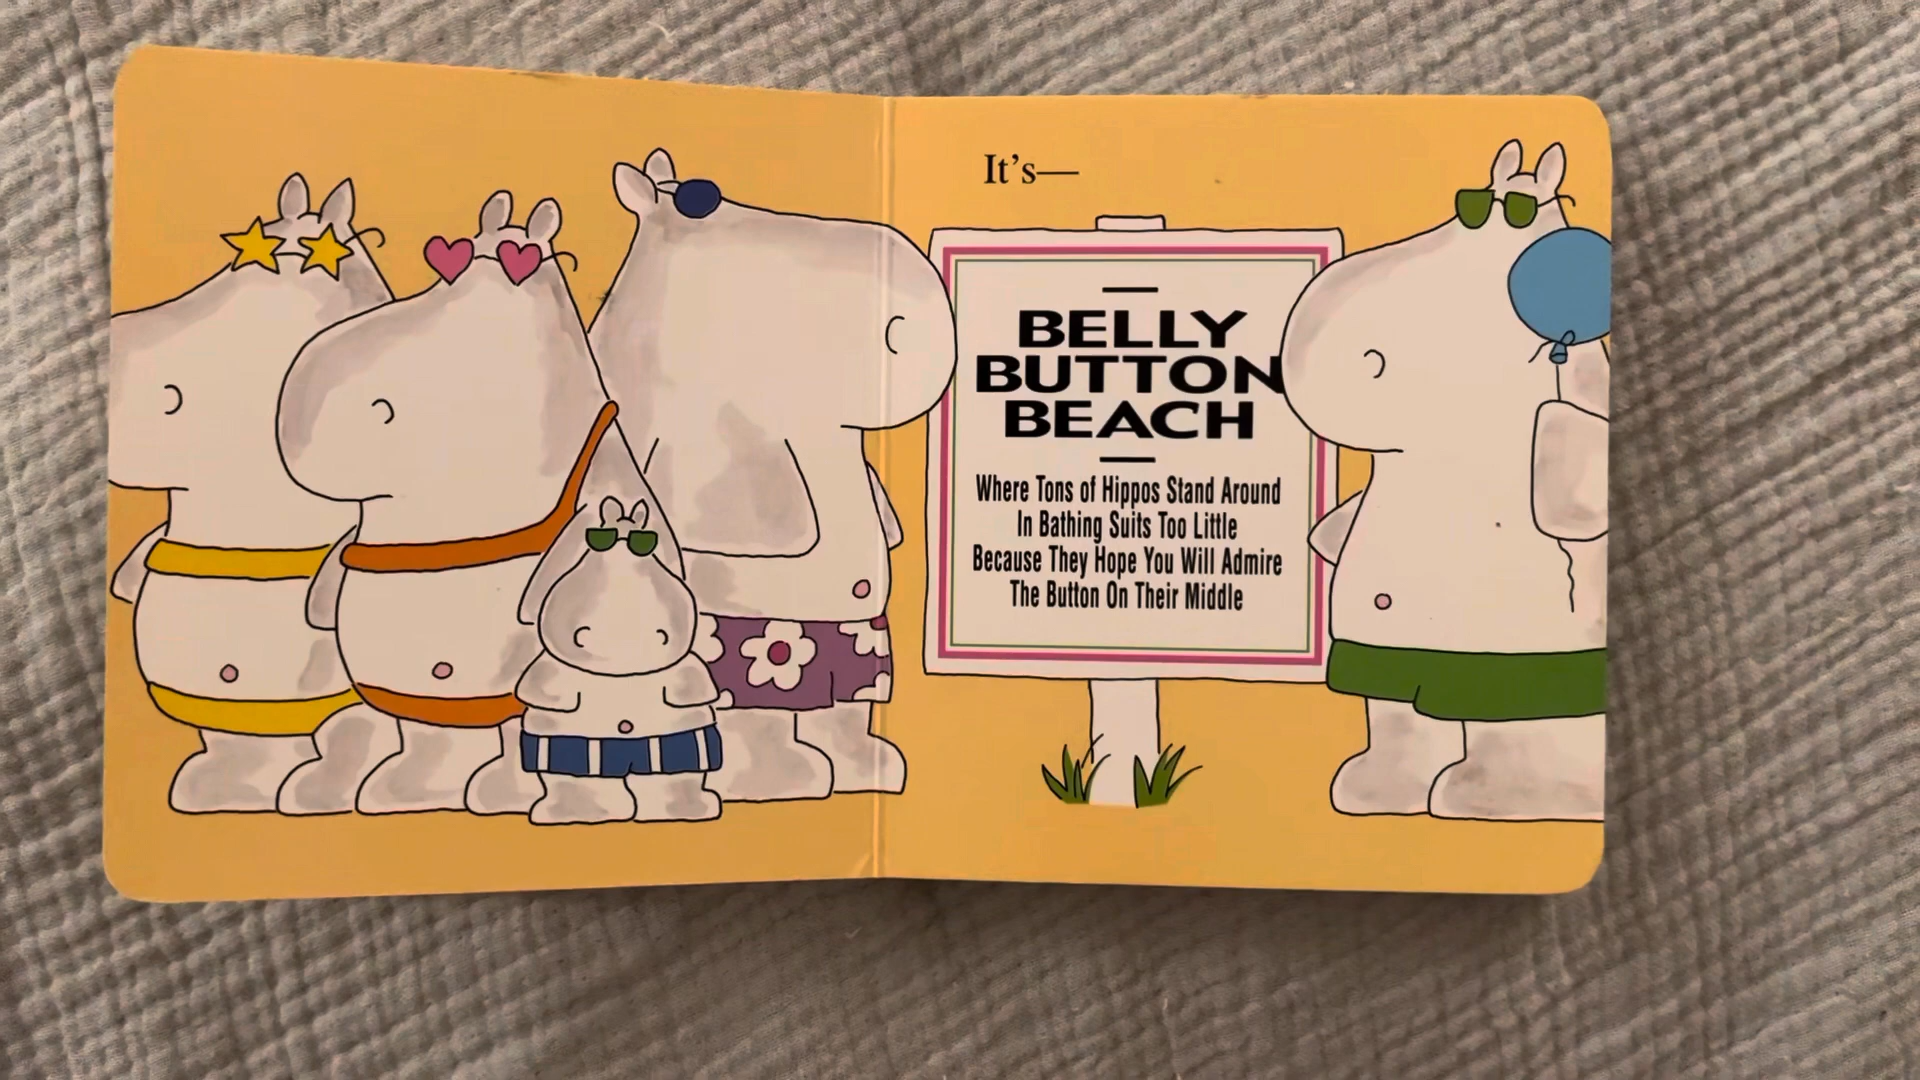 It's—
BELLY
BUTTON
BEACH
Where Tons of Hippos Stand Around
In Bathing Suits Too Little
Because They Hope You Will Admire
The Button On Their Middle